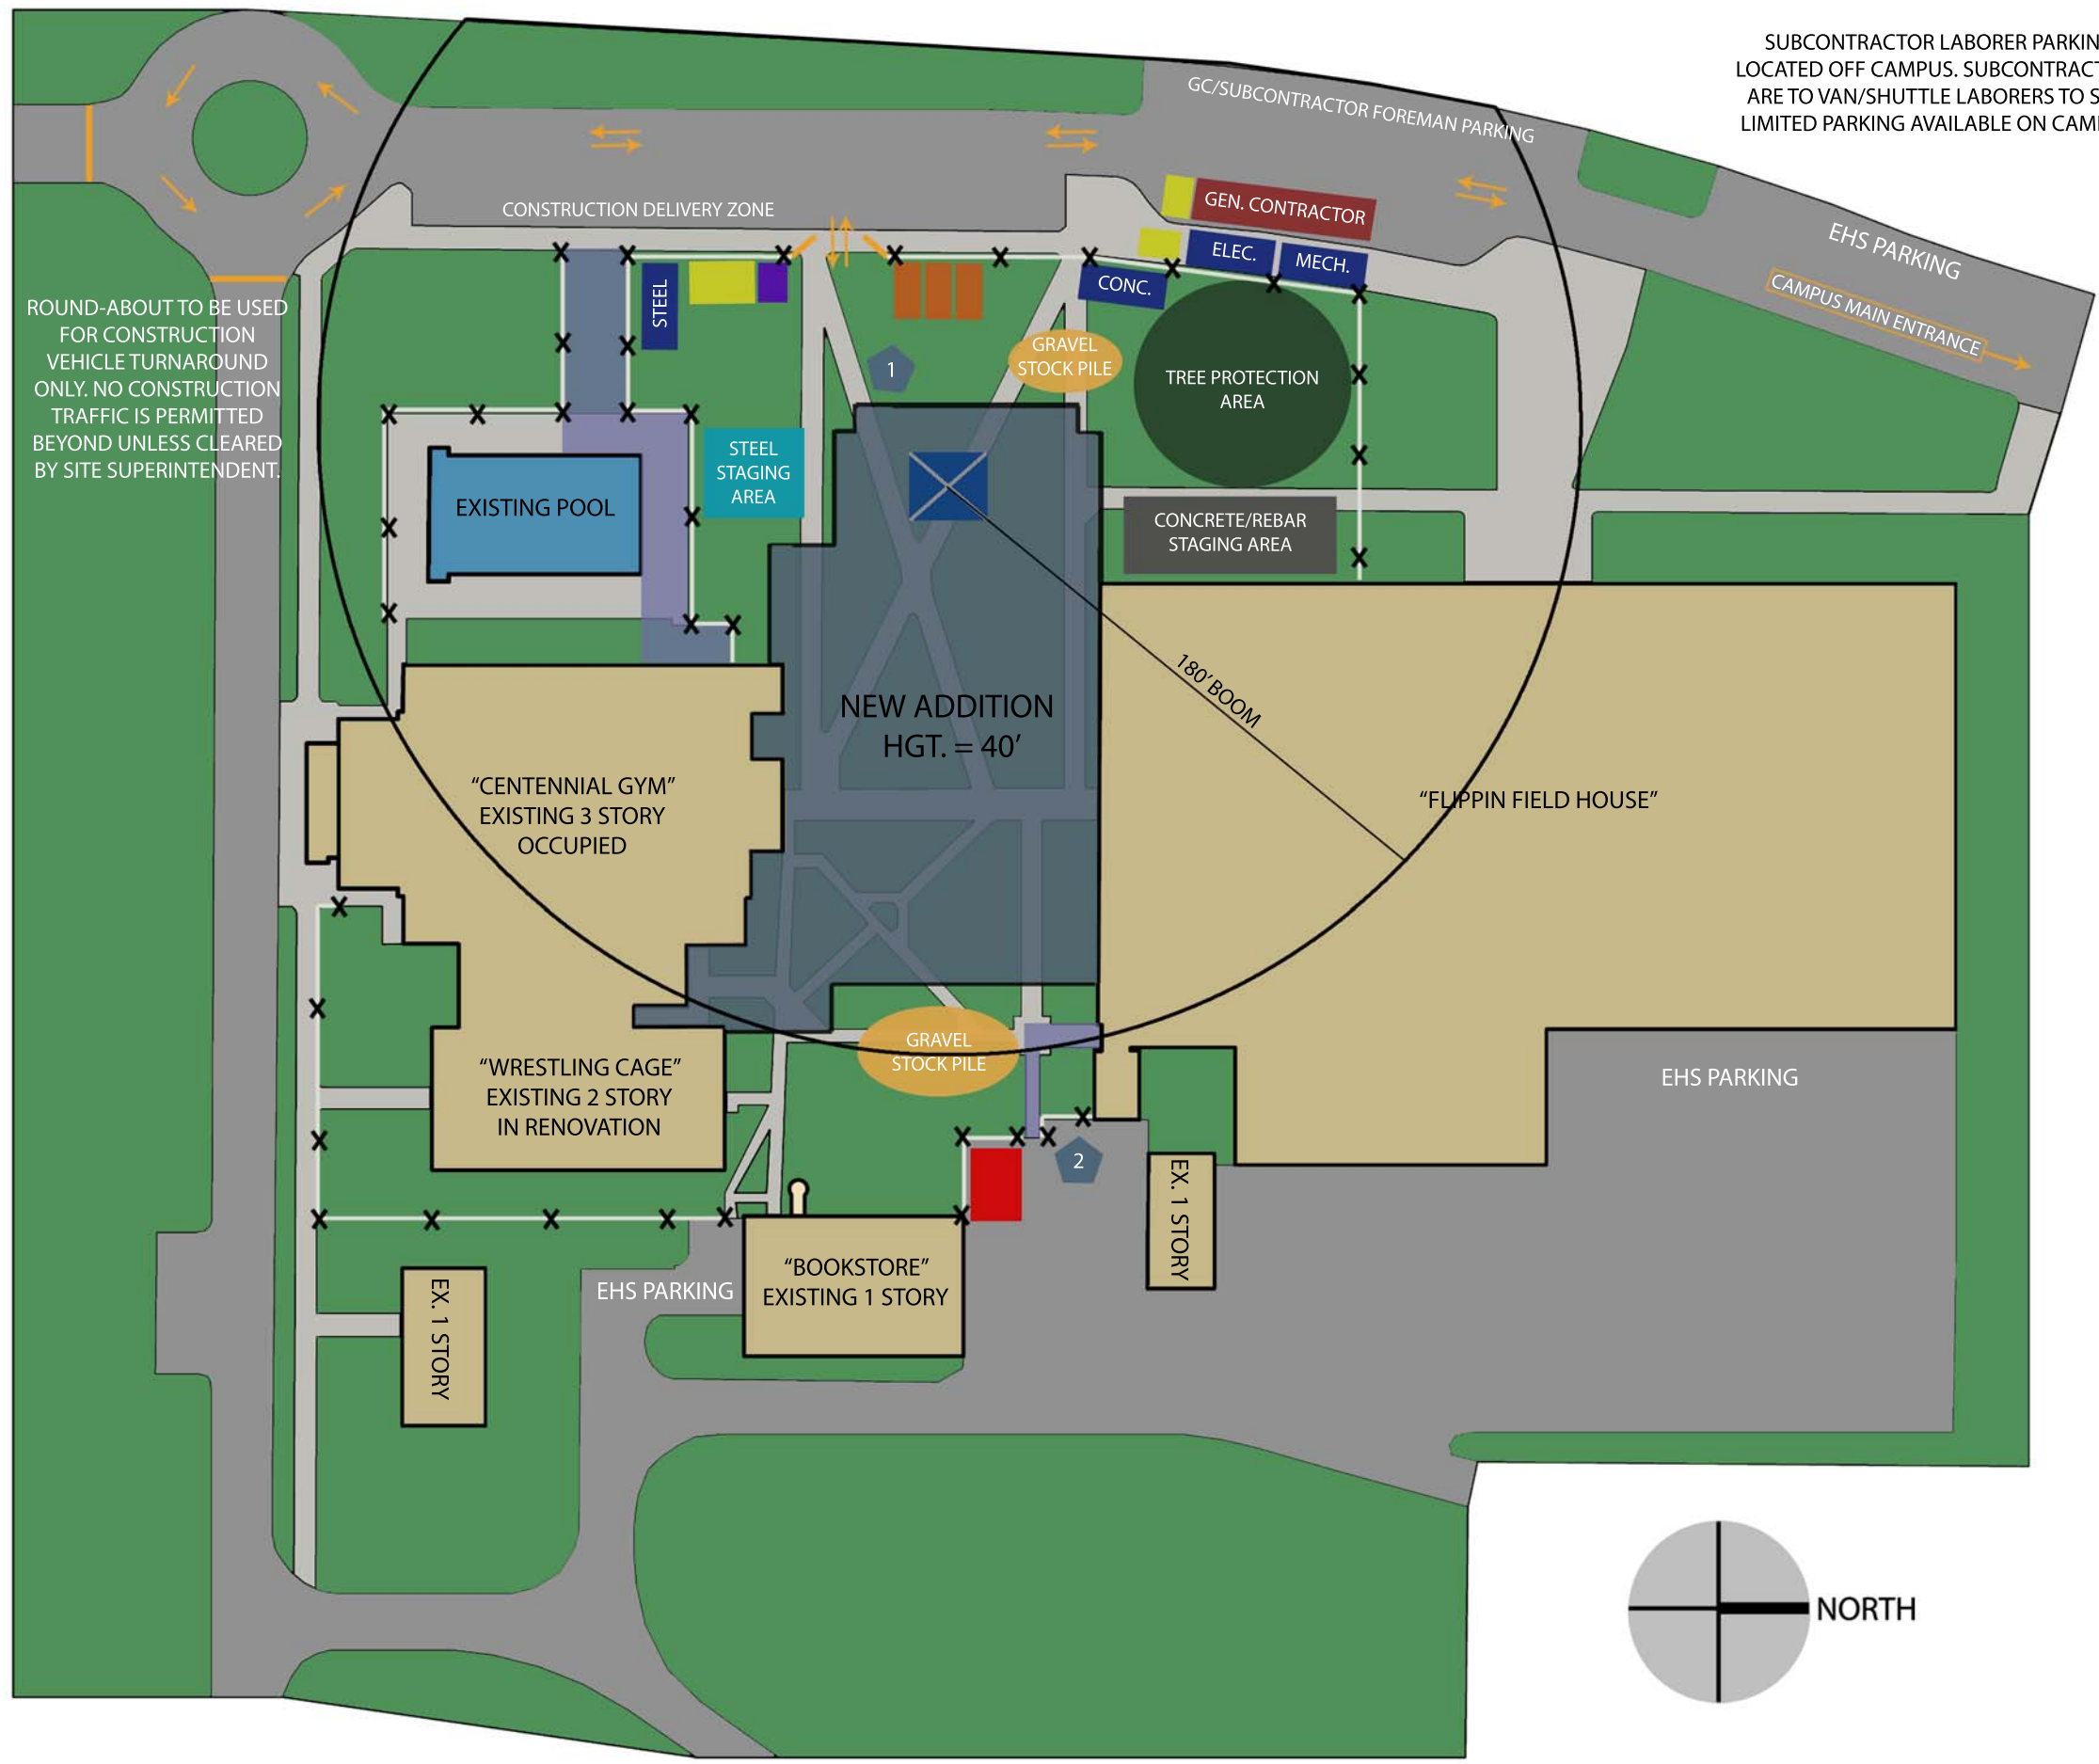 SUBCONTRACTOR LABORER
LOCATED OFF CAMPUS.
ARE TO VAN/SHUTTLE LABORERS TO
LIMITED PARKING AVAILABLE ON
GC/SUBCONTRACTOR FOREMAN PARKING
CONSTRUCTION DELIVERY ZONE
GEN. CONTRACTOR
ELEC.
MECH.
CONC.
STEEL
EHS PARKING
CAMPUS MAIN ENTRANCE
ROUND-ABOUT TO BE USED
FOR CONSTRUCTION
VEHICLE TURNAROUND
ONLY. NO CONSTRUCTION
TRAFFIC IS PERMITTED
BEYOND UNLESS CLEARED
BY SITE SUPERINTENDENT.
1
GRAVEL
STOCK PILE
TREE PROTECTION
AREA
STEEL
STAGING
AREA
EXISTING POOL
CONCRETE/REBAR
STAGING AREA
180' BOOM
NEW ADDITION
HGT. = 40'
"CENTENNIAL GYM"
EXISTING 3 STORY
OCCUPIED
"FLIPPIN FIELD HOUSE"
GRAVEL
STOCK PILE
"WRESTLING CAGE"
EXISTING 2 STORY
IN RENOVATION
EHS PARKING
2
EX. 1 STORY
"BOOKSTORE"
EXISTING 1 STORY
EHS PARKING
EX. 1 STORY
NORTH